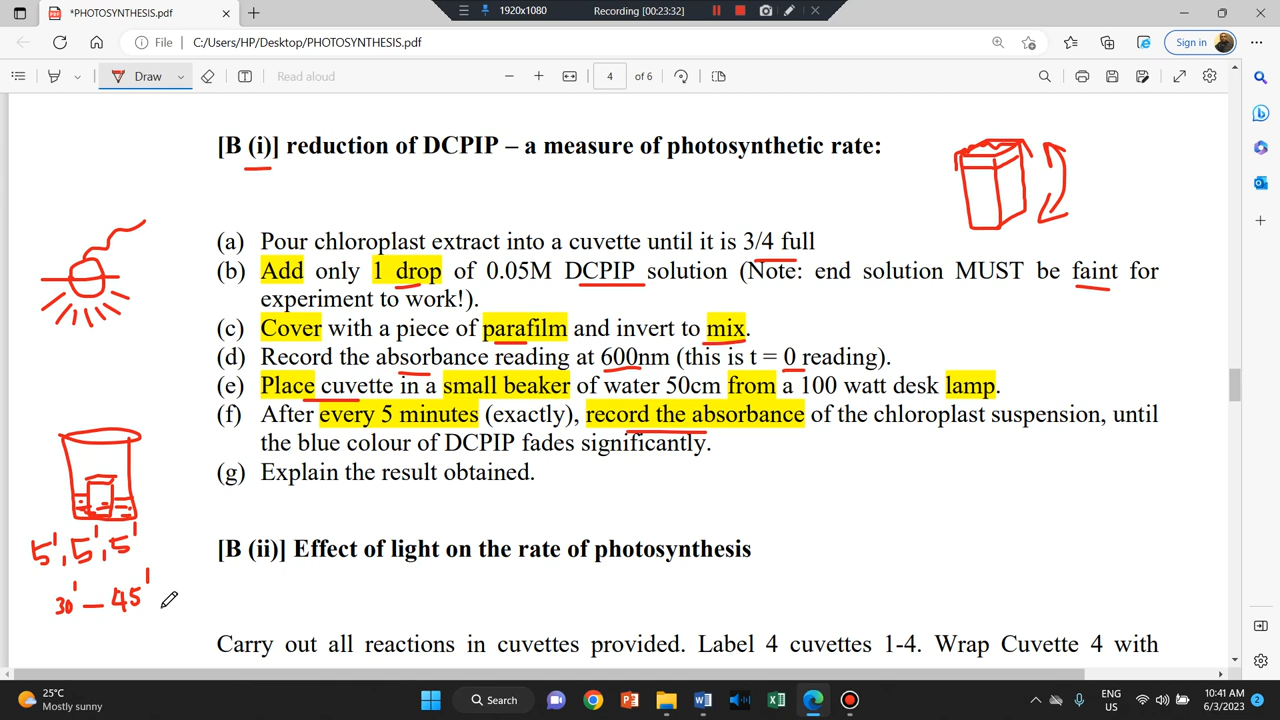 *PHOTOSYNTHESIS.pdf
1920x1080
Recording [00:23:32]
File
C:/Users/HP/Desktop/PHOTOSYNTHESIS.pdf
Sign in
Draw
Read aloud
4
of 6
[B (i)] reduction of DCPIP – a measure of photosynthetic rate:
(a) Pour chloroplast extract into a cuvette until it is 3/4 full
(b) Add only 1 drop of 0.05M DCPIP solution (Note: end solution MUST be faint for
experiment to work!).
(c) Cover with a piece of parafilm and invert to mix.
(d) Record the absorbance reading at 600nm (this is t = 0 reading).
(e) Place cuvette in a small beaker of water 50cm from a 100 watt desk lamp.
(f) After every 5 minutes (exactly), record the absorbance of the chloroplast suspension, until
the blue colour of DCPIP fades significantly.
(g) Explain the result obtained.
5', 5', 5'
30' – 45'
[B (ii)] Effect of light on the rate of photosynthesis
Carry out all reactions in cuvettes provided. Label 4 cuvettes 1-4. Wrap Cuvette 4 with
25°C
Mostly sunny
Search
ENG
US
10:41 AM
6/3/2023